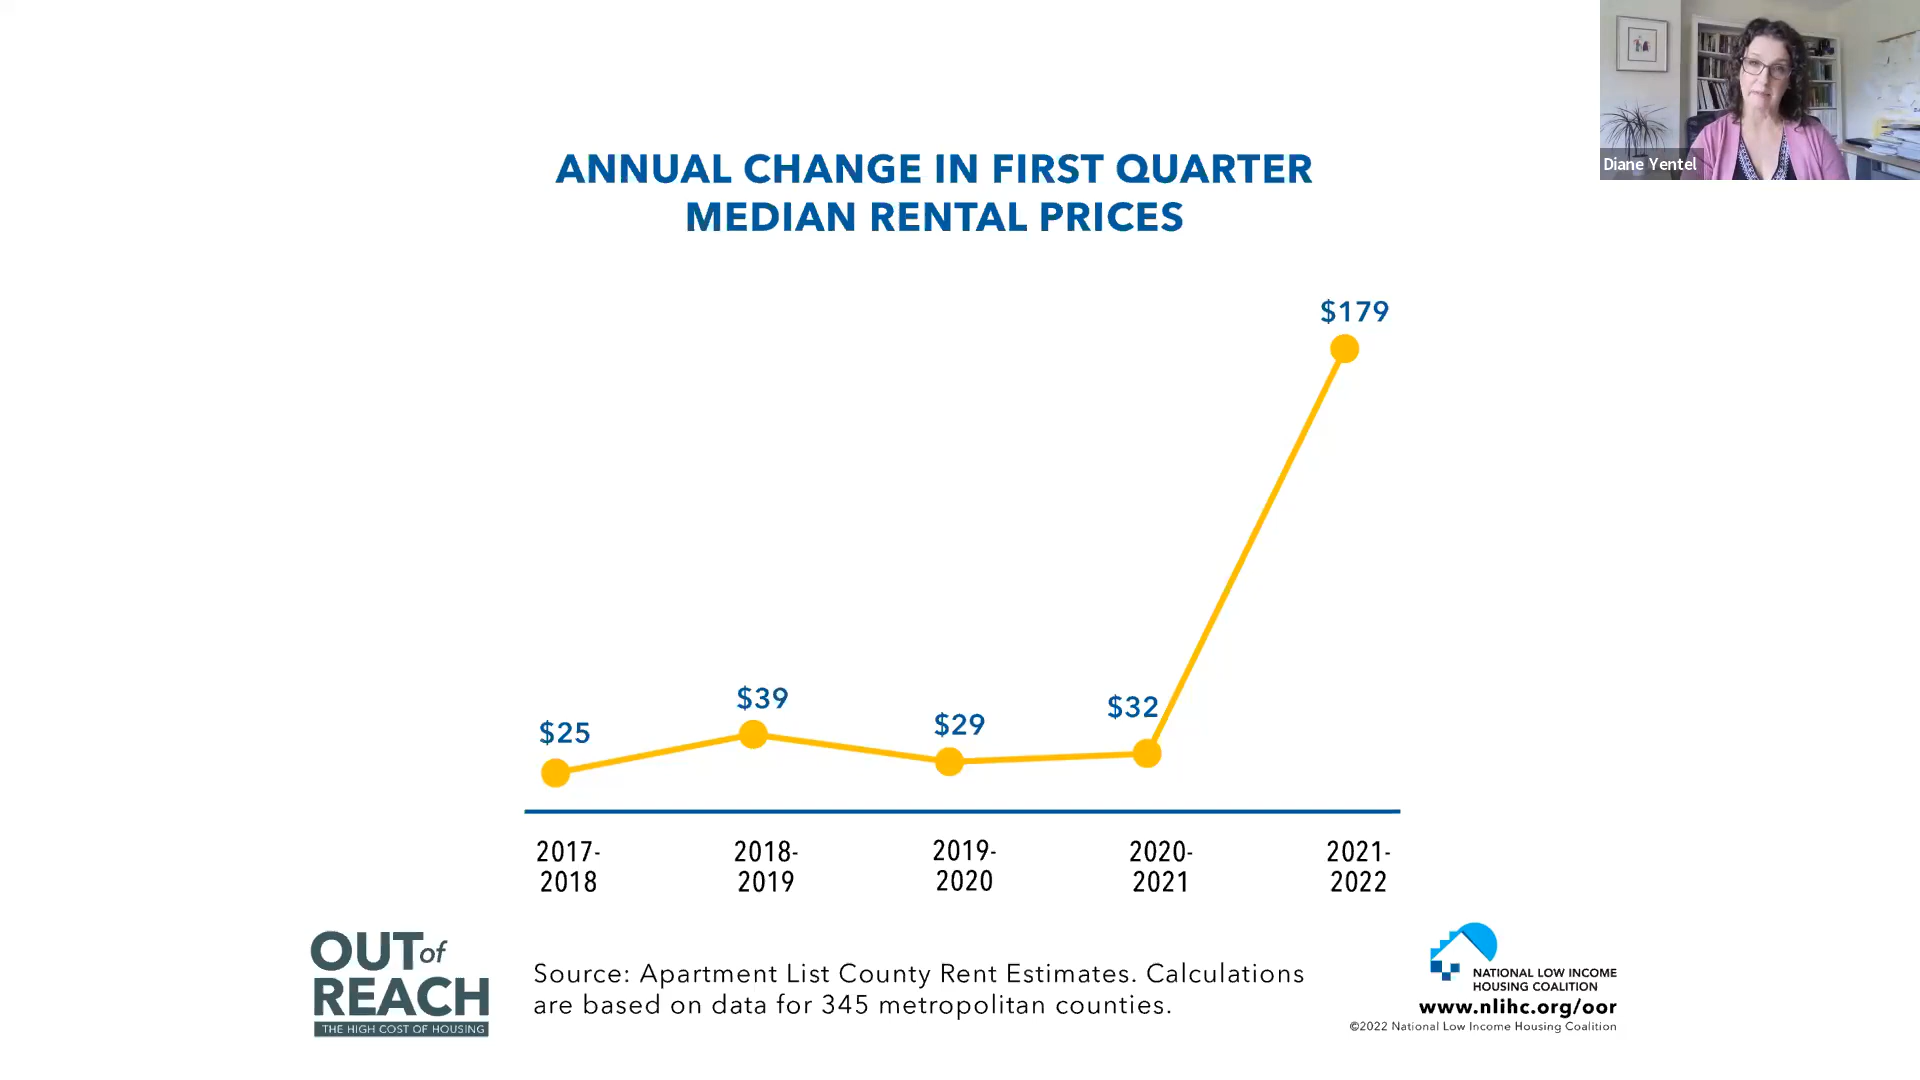 Diane Yentel
ANNUAL CHANGE IN FIRST QUARTER
MEDIAN RENTAL PRICES
$179
$39
$32
$29
$25
2017-
2018
2018-
2019
2019-
2020
2020-
2021
2021-
2022
OUT of
REACH
THE HIGH COST OF HOUSING
Source: Apartment List County Rent Estimates. Calculations
are based on data for 345 metropolitan counties.
NATIONAL LOW INCOME
HOUSING COALITION
www.nlihc.org/oor
©2022 National Low Income Housing Coalition